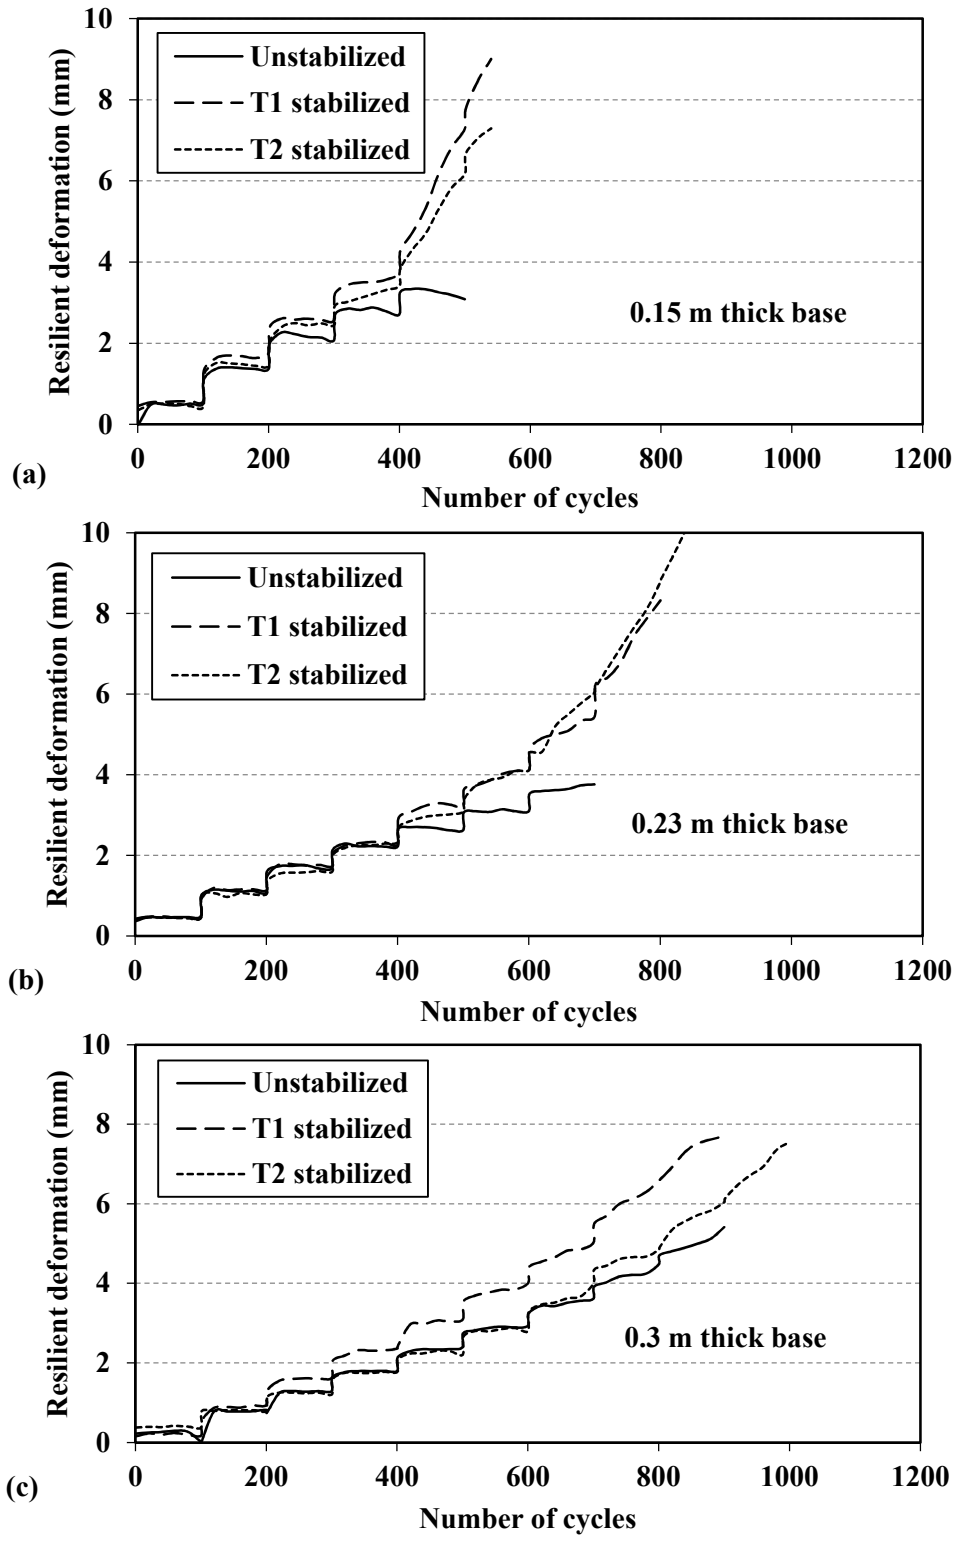 10
8
6
4
2
0
Resilient deformation (mm)
Unstabilized
T1 stabilized
T2 stabilized
0.15 m thick base
0 200 400 600 800 1000 1200
Number of cycles
(a)
10
8
6
4
2
0
Resilient deformation (mm)
Unstabilized
T1 stabilized
T2 stabilized
0.23 m thick base
0 200 400 600 800 1000 1200
Number of cycles
(b)
10
8
6
4
2
0
Resilient deformation (mm)
Unstabilized
T1 stabilized
T2 stabilized
0.3 m thick base
0 200 400 600 800 1000 1200
Number of cycles
(c)